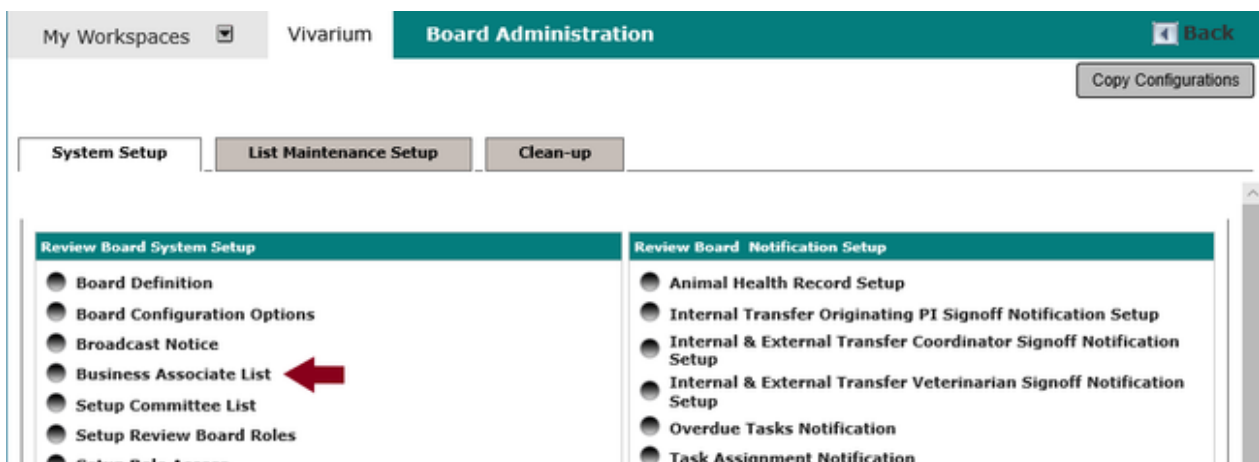 My Workspaces Vivarium Board Administration Back
Copy Configurations
System Setup List Maintenance Setup Clean-up
Review Board System Setup
Board Definition
Board Configuration Options
Broadcast Notice
Business Associate List
Setup Committee List
Setup Review Board Roles
Setup Role Access
Review Board Notification Setup
Animal Health Record Setup
Internal Transfer Originating PI Signoff Notification Setup
Internal & External Transfer Coordinator Signoff Notification
Setup
Internal & External Transfer Veterinarian Signoff Notification
Setup
Overdue Tasks Notification
Task Assignment Notification